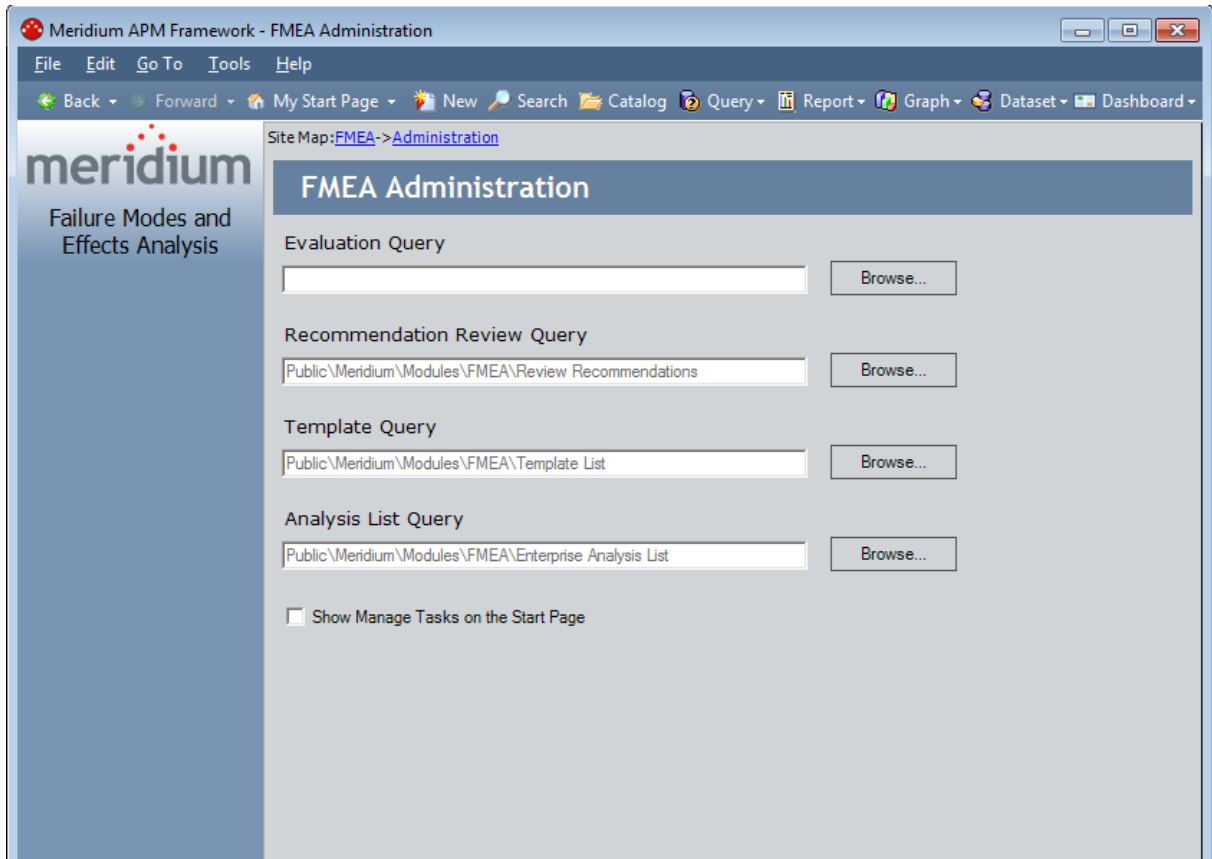 Meridium APM Framework - FMEA Administration
File Edit Go To Tools Help
Back Forward My Start Page New Search Catalog Query Report Graph Dataset Dashboard
meridium
Failure Modes and
Effects Analysis
Site Map:FMEA->Administration
FMEA Administration
Evaluation Query
Browse...
Recommendation Review Query
Public\Meridium\Modules\FMEA\Review Recommendations Browse...
Template Query
Public\Meridium\Modules\FMEA\Template List Browse...
Analysis List Query
Public\Meridium\Modules\FMEA\Enterprise Analysis List Browse...
Show Manage Tasks on the Start Page